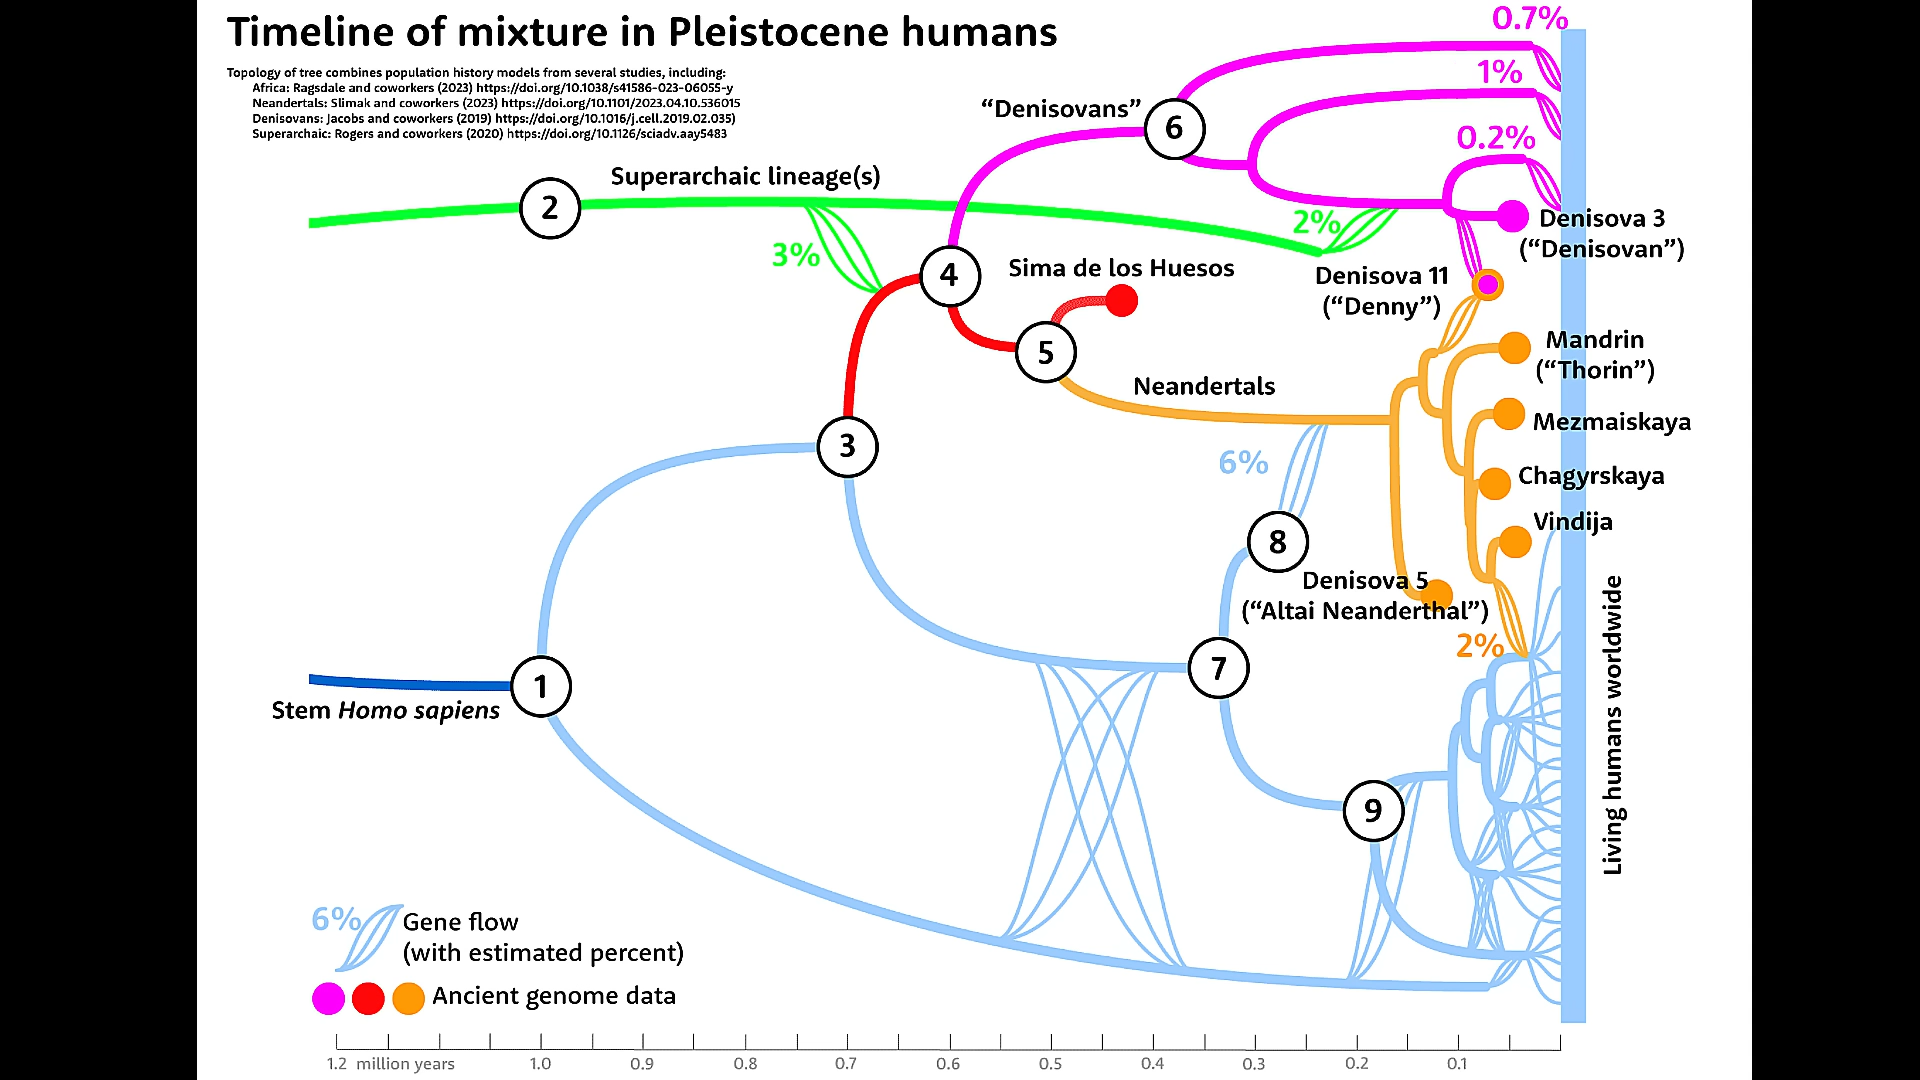 Timeline of mixture in Pleistocene humans
Topology of tree combines population history models from several studies, including:
Africa: Ragsdale and coworkers (2023) https://doi.org/10.1038/s41586-023-06055-y
Neandertals: Slimak and coworkers (2023) https://doi.org/10.1101/2023.04.10.536015
Denisovans: Jacobs and coworkers (2019) https://doi.org/10.1016/j.cell.2019.02.035)
Superarchaic: Rogers and coworkers (2020) https://doi.org/10.1126/sciadv.aay5483
0.7%
1%
“Denisovans”
6
0.2%
Superarchaic lineage(s)
2
3%
2%
Denisova 3
(“Denisovan”)
4
Sima de los Huesos
Denisova 11
(“Denny”)
5
Mandrin
(“Thorin”)
Neandertals
Mezmaiskaya
3
6%
Chagyrskaya
Vindija
8
Denisova 5
(“Altai Neanderthal”)
2%
7
1
Stem Homo sapiens
9
Living humans worldwide
6%
Gene flow
(with estimated percent)
Ancient genome data
1.2 million years 1.0 0.9 0.8 0.7 0.6 0.5 0.4 0.3 0.2 0.1